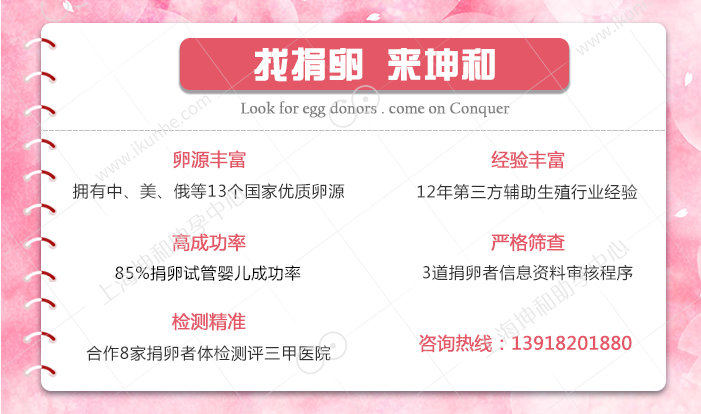 找捐卵 来坤和
Look for egg donors . come on Conquer
卵源丰富
拥有中、美、俄等13个国家优质卵源
经验丰富
12年第三方辅助生殖行业经验
高成功率
85%捐卵试管婴儿成功率
严格筛查
3道捐卵者信息资料审核程序
检测精准
合作8家捐卵者体检测评三甲医院
咨询热线：13918201880
www.ikunhe.com
上海坤和助孕中心